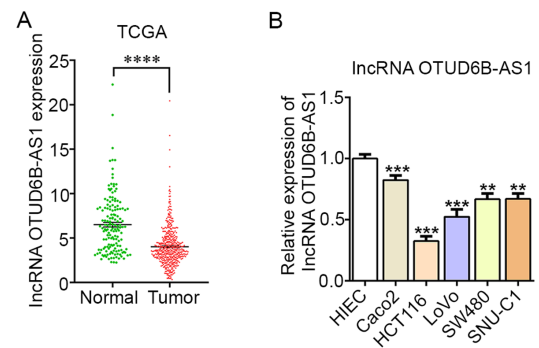 A
TCGA
****
lncRNA OTUD6B-AS1 expression
25
20
15
10
5
0
Normal Tumor
B
lncRNA OTUD6B-AS1
Relative expression of
lncRNA OTUD6B-AS1
1.5
1.0
0.5
0.0
***
***
***
**
**
HIEC
Caco2
HCT116
LoVo
SW480
SNU-C1